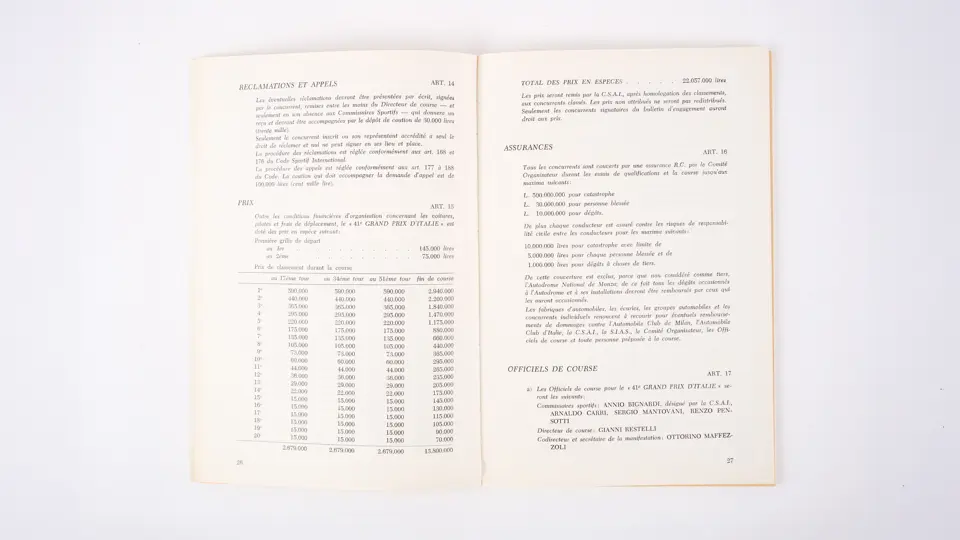 RÉCLAMATIONS ET APPELS ART. 14
Les éventuelles réclamations devront être présentées par écrit, signées
par le concurrent, remises entre les mains du Directeur de course — et
seulement en son absence aux Commissaires Sportifs — qui donnera un
reçu et devront être accompagnées par le dépôt de caution de 30.000 lires
(trente mille).
Seulement le concurrent inscrit ou son représentant accrédité a seul le
droit de réclamer et nul ne peut signer en ses lieu et place.
La procédure des réclamations est réglée conformément aux art. 166 et
176 du Code Sportif International.
La procédure des appels est réglée conformément aux art. 177 à 188
du Code. La caution qui doit accompagner la demande d'appel est de
100.000 lires (cent mille lire).
PRIX ART. 15
Outre les conditions financières d'organisation concernant les voitures,
pilotes et frais de déplacement, le « 41e GRAND PRIX D'ITALIE » est
doté des prix en espèce suivant:
Première grille de départ
au 1er . . . . . . . . . 145.000 lires
au 2ème . . . . . . . . . 75.000 lires
Prix de classement durant la course:
au 17ème tour au 34ème tour au 51ème tour fin de course
1° 590.000 590.000 590.000 2.940.000
2° 440.000 440.000 440.000 2.200.000
3° 365.000 365.000 365.000 1.840.000
4° 295.000 295.000 295.000 1.470.000
5° 220.000 220.000 220.000 1.175.000
6° 175.000 175.000 175.000 880.000
7° 135.000 135.000 135.000 660.000
8° 105.000 105.000 105.000 440.000
9° 73.000 73.000 73.000 365.000
10° 60.000 60.000 60.000 295.000
11° 44.000 44.000 44.000 265.000
12° 36.000 36.000 36.000 235.000
13° 29.000 29.000 29.000 205.000
14° 22.000 22.000 22.000 175.000
15° 15.000 15.000 15.000 145.000
16° 15.000 15.000 15.000 130.000
17° 15.000 15.000 15.000 115.000
18° 15.000 15.000 15.000 105.000
19° 15.000 15.000 15.000 90.000
20° 15.000 15.000 15.000 70.000
2.679.000 2.679.000 2.679.000 13.800.000
26
TOTAL DES PRIX EN ESPECES . . . . . 22.057.000 lires
Les prix seront remis par la C.S.A.I., après homologation des classements,
aux concurrents classés. Les prix non attribués ne seront pas redistribués.
Seulement les concurrents signataires du bulletin d'engagement auront
droit aux prix.
ASSURANCES
ART. 16
Tous les concurrents sont couverts par une assurance R.C. par le Comité
Organisateur durant les essais de qualifications et la course jusqu'aux
maxima suivants:
L. 500.000.000 pour catastrophe
L. 30.000.000 pour personne blessée
L. 10.000.000 pour dégâts.
De plus chaque conducteur est assuré contre les risques de responsibi-
lité civile entre les conducteurs pour les maxima suivants:
10.000.000 lires pour catastrophe avec limite de
5.000.000 lires pour chaque personne blessée et de
1.000.000 lires pour dégâts à choses de tiers.
De cette couverture est exclus, parce que non considéré comme tiers,
l'Autodrome National de Monza, de ce fait tous les dégâts occasionnés
à l'Autodrome et à ses installations devront être remboursés par ceux qui
les auront occasionnés.
Les fabriques d'automobiles, les écuries, les groupes automobiles et les
concurrents individuels renoncent à recourir pour éventuels rembourse-
ments de dommages contre l'Automobile Club de Milan, l'Automobile
Club d'Italie, la C.S.A.I., la S.I.A.S., le Comité Organisateur, les Offi-
ciels de course et toute personne préposée à la course.
OFFICIELS DE COURSE
ART. 17
a) Les Officiels de course pour le « 41e GRAND PRIX D'ITALIE » se-
ront les suivants:
Commissaires sportifs: ANNIO BIGNARDI, désigné par la C.S.A.I.,
ARNALDO CARRI, SERGIO MANTOVANI, RENZO PEN-
SOTTI
Directeur de course: GIANNI RESTELLI
Codirecteur et secrétaire de la manifestation: OTTORINO MAFFEZ-
ZOLI
27